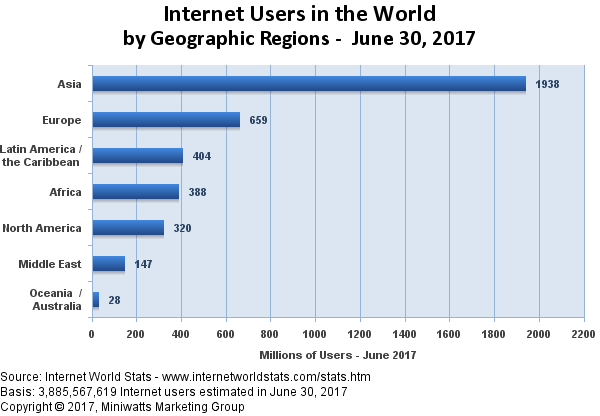 Internet Users in the World
by Geographic Regions - June 30, 2017
Asia
1938
Europe
659
Latin America /
the Caribbean
404
Africa
388
North America
320
Middle East
147
Oceania /
Australia
28
0 200 400 600 800 1000 1200 1400 1600 1800 2000 2200
Millions of Users - June 2017
Source: Internet World Stats - www.internetworldstats.com/stats.htm
Basis: 3,885,567,619 Internet users estimated in June 30, 2017
Copyright © 2017, Miniwatts Marketing Group